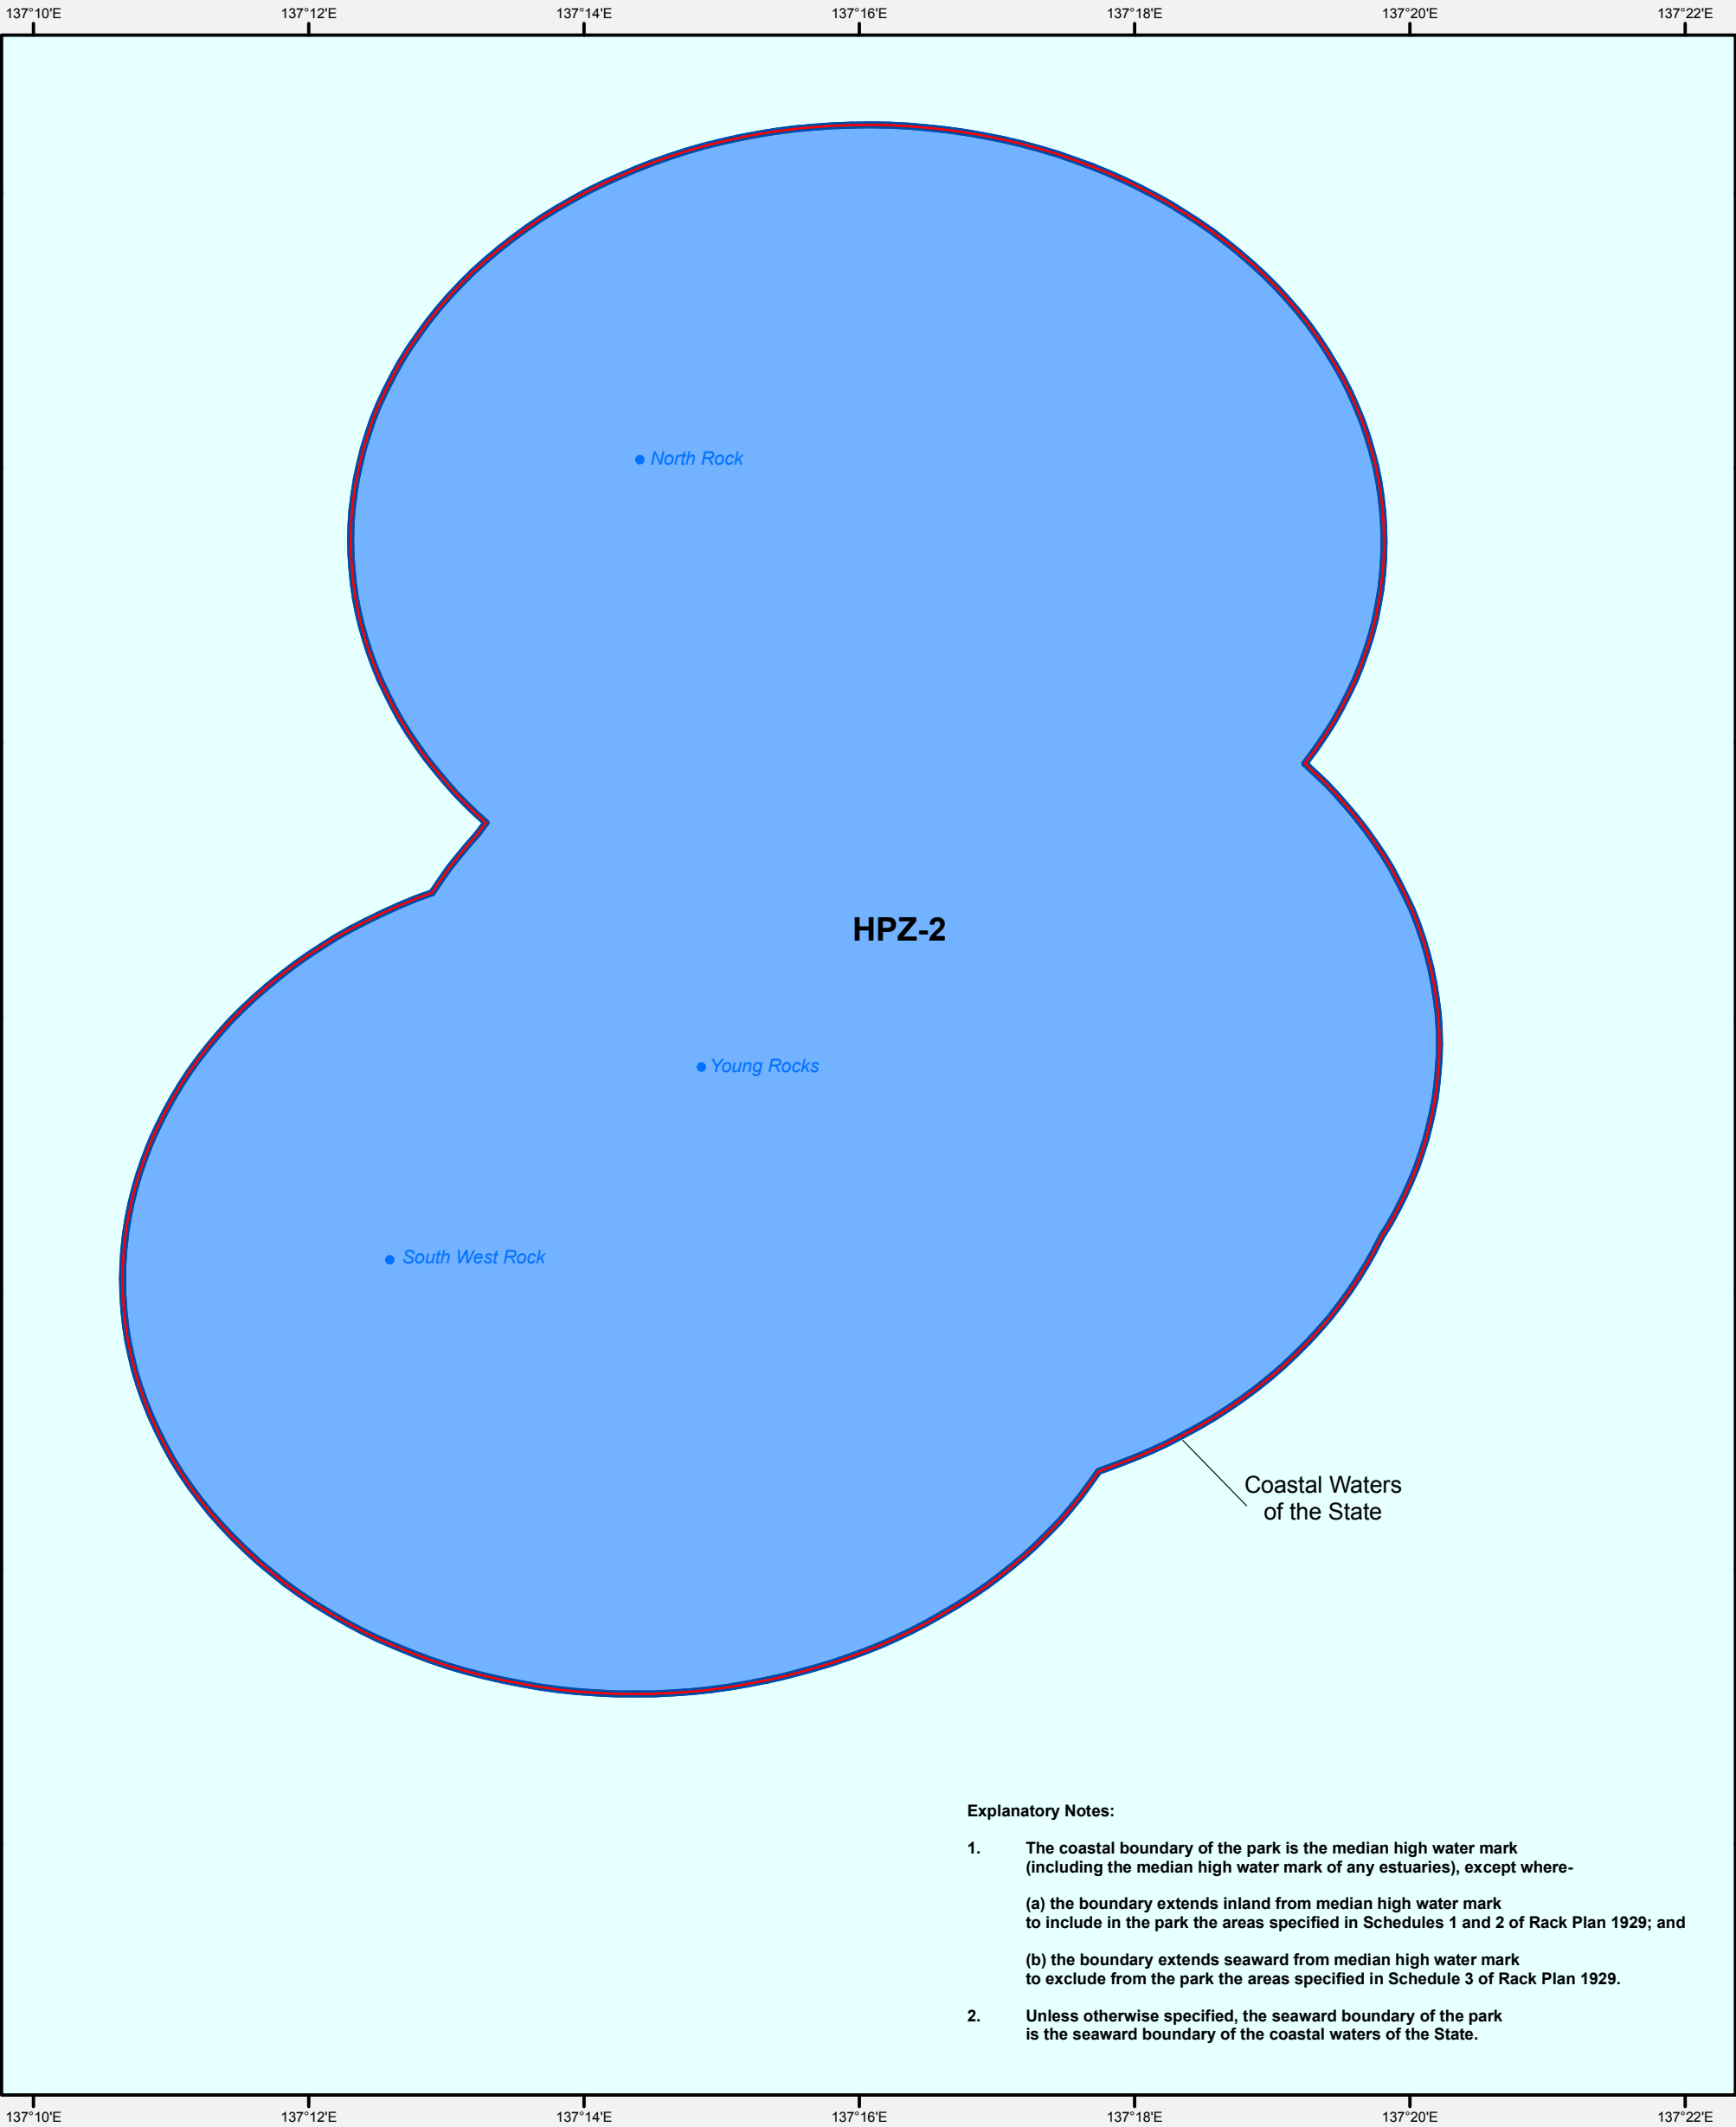 137°10'E
137°12'E
137°14'E
137°16'E
137°18'E
137°20'E
137°22'E
North Rock
HPZ-2
Young Rocks
South West Rock
Coastal Waters
of the State
Explanatory Notes:
1. The coastal boundary of the park is the median high water mark
(including the median high water mark of any estuaries), except where-
(a) the boundary extends inland from median high water mark
to include in the park the areas specified in Schedules 1 and 2 of Rack Plan 1929; and
(b) the boundary extends seaward from median high water mark
to exclude from the park the areas specified in Schedule 3 of Rack Plan 1929.
2. Unless otherwise specified, the seaward boundary of the park
is the seaward boundary of the coastal waters of the State.
137°10'E
137°12'E
137°14'E
137°16'E
137°18'E
137°20'E
137°22'E